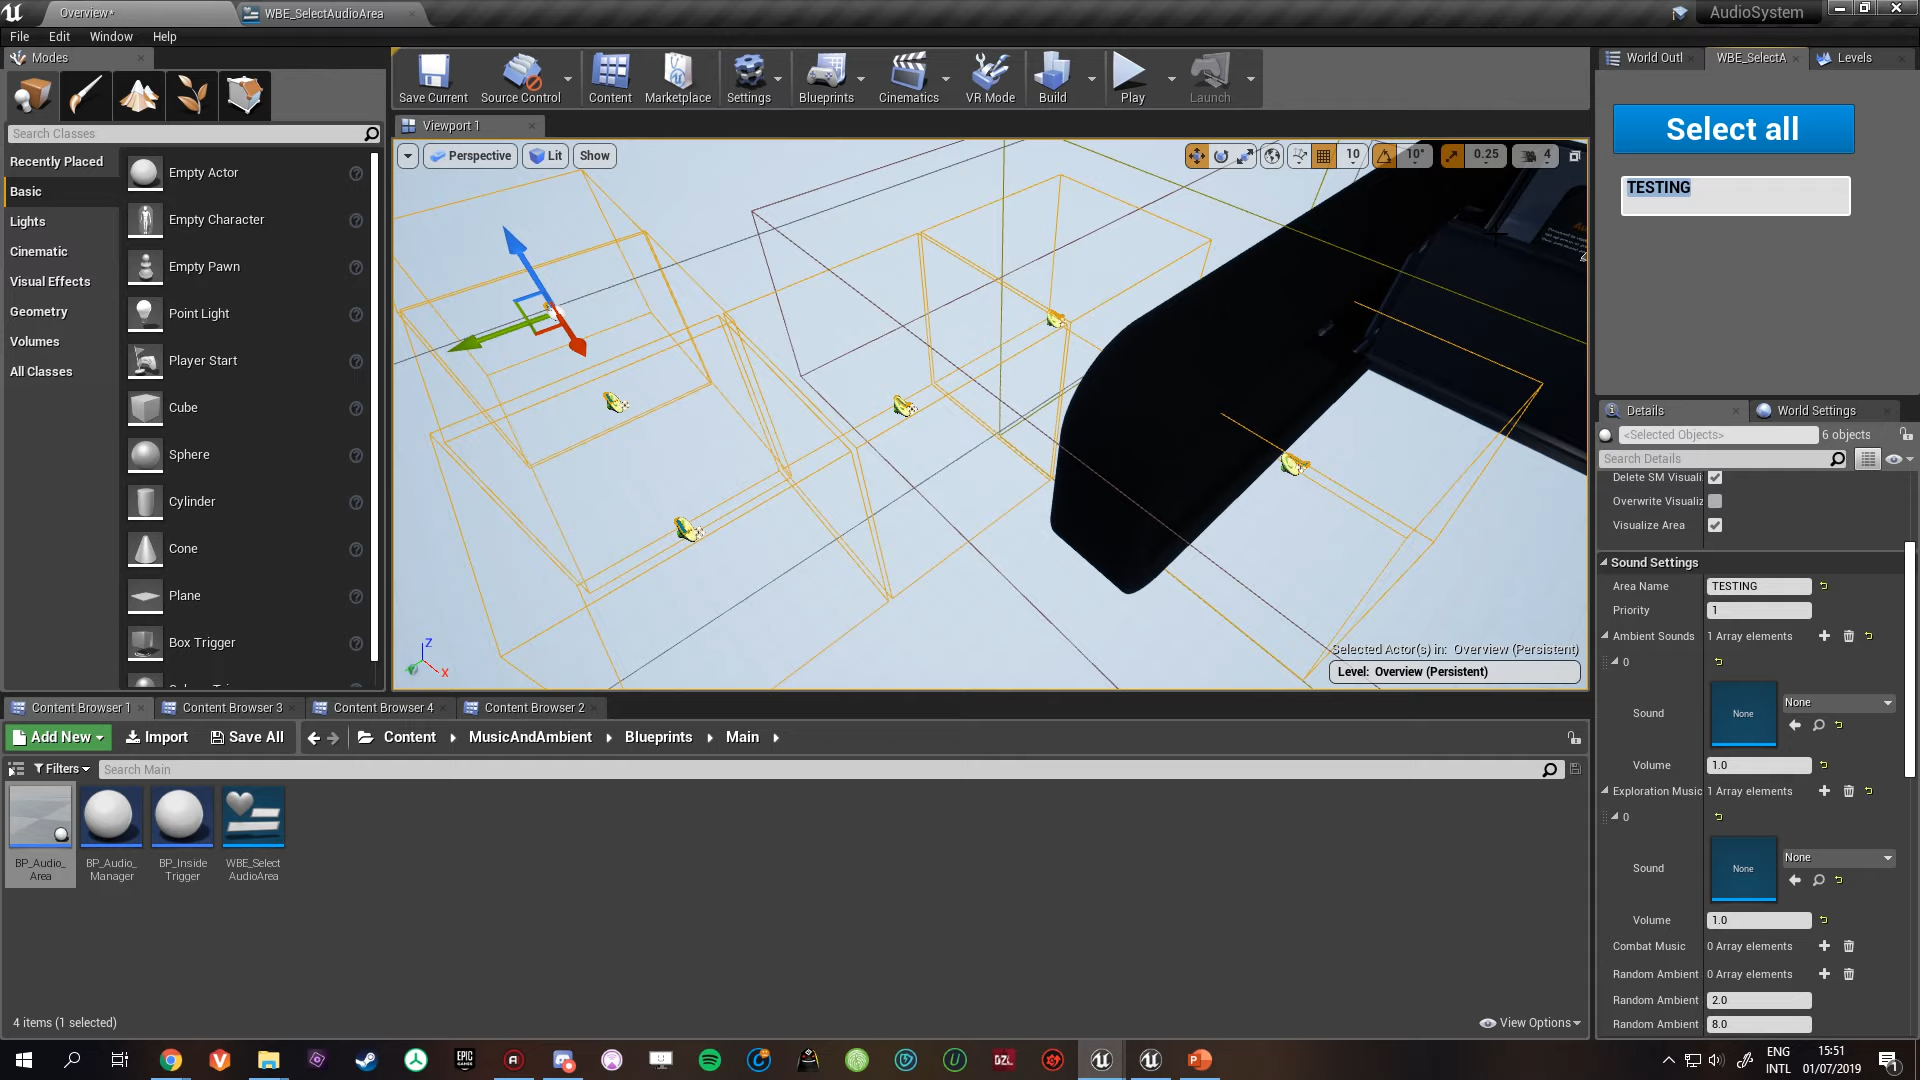 Overview*
WBE_SelectAudioArea
AudioSystem
File Edit Window Help
Modes
World Outl
WBE_SelectA
Levels
Save Current
Source Control
Content
Marketplace
Settings
Blueprints
Cinematics
VR Mode
Build
Play
Launch
Select all
TESTING
Search Classes
Viewport 1
Perspective
Lit
Show
10
10°
0.25
4
Recently Placed
Basic
Lights
Cinematic
Visual Effects
Geometry
Volumes
All Classes
Empty Actor
Empty Character
Empty Pawn
Point Light
Player Start
Cube
Sphere
Cylinder
Cone
Plane
Box Trigger
Z
X
Selected Actor(s) in: Overview (Persistent)
Level: Overview (Persistent)
Details
World Settings
<Selected Objects>
6 objects
Search Details
Delete SM Visuali
Overwrite Visualiz
Visualize Area
Sound Settings
Area Name
TESTING
Priority
1
Ambient Sounds
1 Array elements
0
Sound
None
None
Volume
1.0
Exploration Music
1 Array elements
0
Sound
None
None
Volume
1.0
Combat Music
0 Array elements
Random Ambient
0 Array elements
Random Ambient
2.0
Random Ambient
8.0
Content Browser 1
Content Browser 3
Content Browser 4
Content Browser 2
Add New
Import
Save All
Content
MusicAndAmbient
Blueprints
Main
Filters
Search Main
BP_Audio_
Area
BP_Audio_
Manager
BP_Inside
Trigger
WBE_Select
AudioArea
4 items (1 selected)
View Options
EPIC
GAMES
DZL
ENG
INTL
15:51
01/07/2019
1